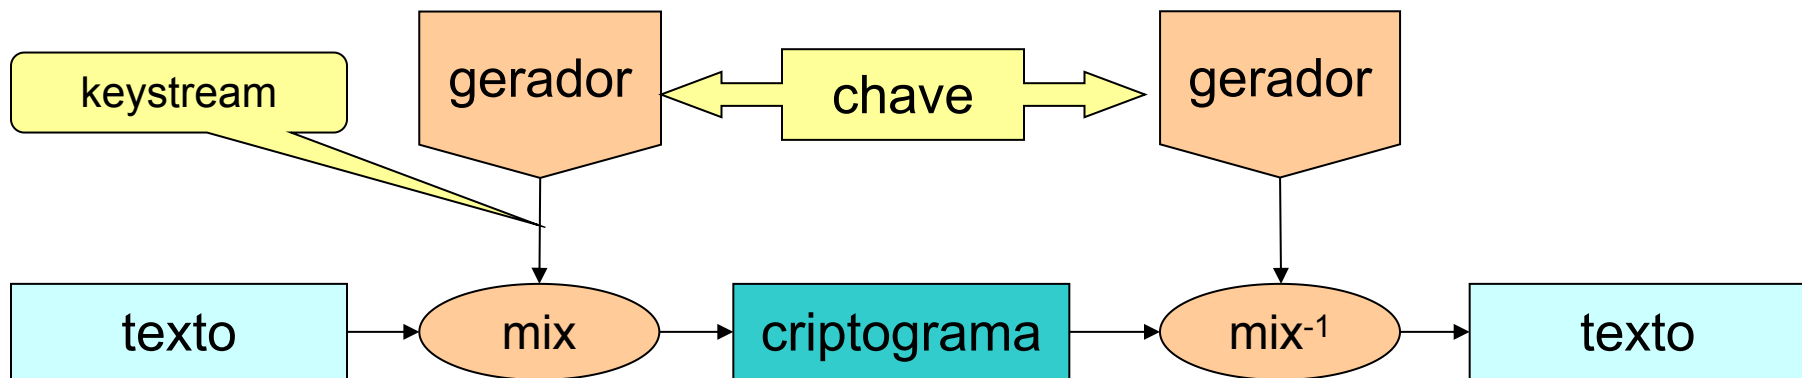 keystream
gerador
chave
gerador
texto
mix
criptograma
mix-1
texto